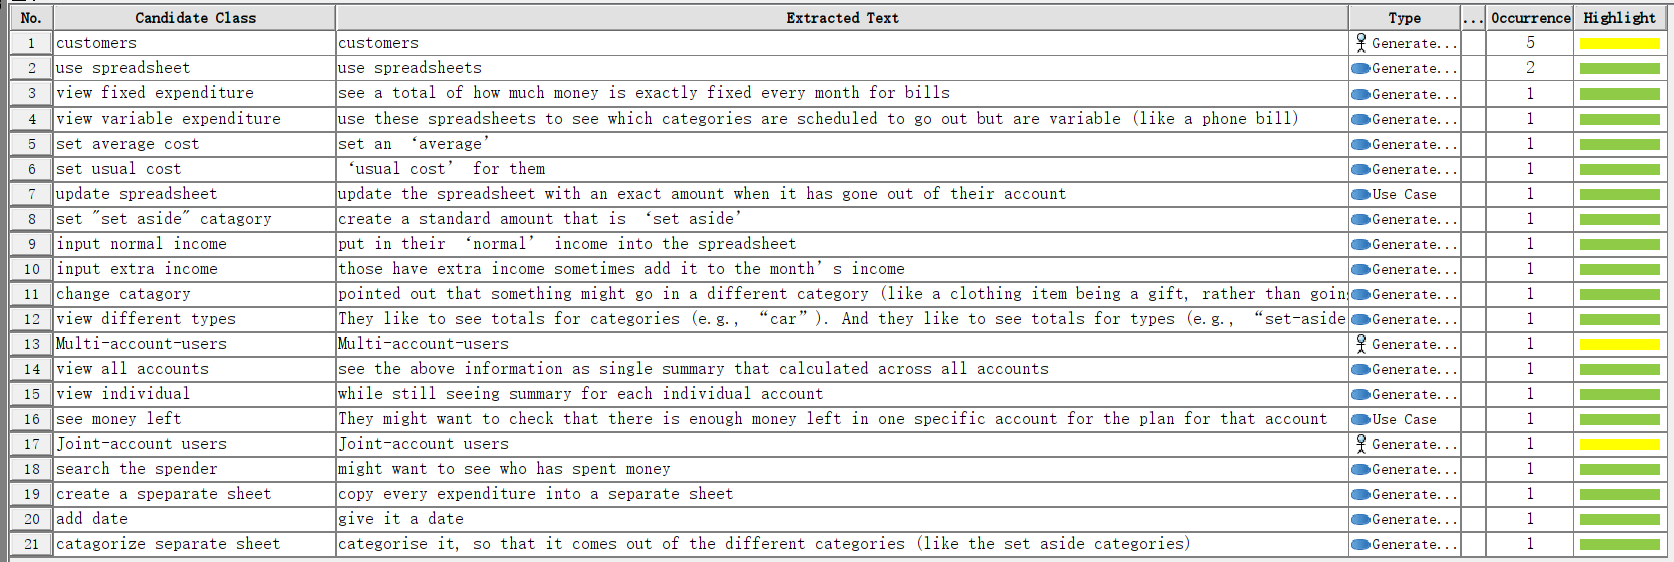 No. Candidate Class Extracted Text Type ... Occurrence Highlight
1 customers customers Generate... 5
2 use spreadsheet use spreadsheets Generate... 2
3 view fixed expenditure see a total of how much money is exactly fixed every month for bills Generate... 1
4 view variable expenditure use these spreadsheets to see which categories are scheduled to go out but are variable (like a phone bill) Generate... 1
5 set average cost set an ‘average’ Generate... 1
6 set usual cost ‘usual cost’ for them Generate... 1
7 update spreadsheet update the spreadsheet with an exact amount when it has gone out of their account Use Case 1
8 set "set aside" catagory create a standard amount that is ‘set aside’ Generate... 1
9 input normal income put in their ‘normal’ income into the spreadsheet Generate... 1
10 input extra income those have extra income sometimes add it to the month’s income Generate... 1
11 change catagory pointed out that something might go in a different category (like a clothing item being a gift, rather than going Generate... 1
12 view different types They like to see totals for categories (e.g., “car”). And they like to see totals for types (e.g., “set-aside Generate... 1
13 Multi-account-users Multi-account-users Generate... 1
14 view all accounts see the above information as single summary that calculated across all accounts Generate... 1
15 view individual while still seeing summary for each individual account Generate... 1
16 see money left They might want to check that there is enough money left in one specific account for the plan for that account Use Case 1
17 Joint-account users Joint-account users Generate... 1
18 search the spender might want to see who has spent money Generate... 1
19 create a speparate sheet copy every expenditure into a separate sheet Generate... 1
20 add date give it a date Generate... 1
21 catagorize separate sheet categorise it, so that it comes out of the different categories (like the set aside categories) Generate... 1